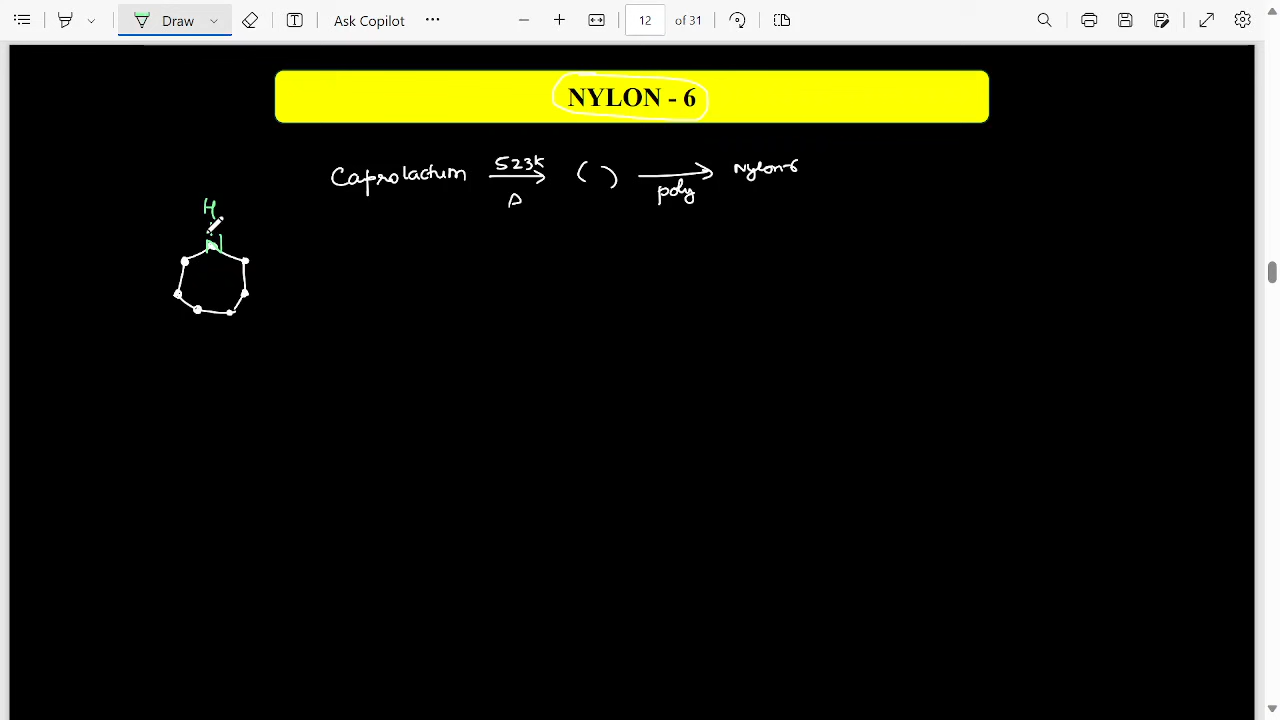 Draw
Ask Copilot
12 of 31
NYLON - 6
Caprolactum 523K Δ ( ) poly Nylon-6
H
N